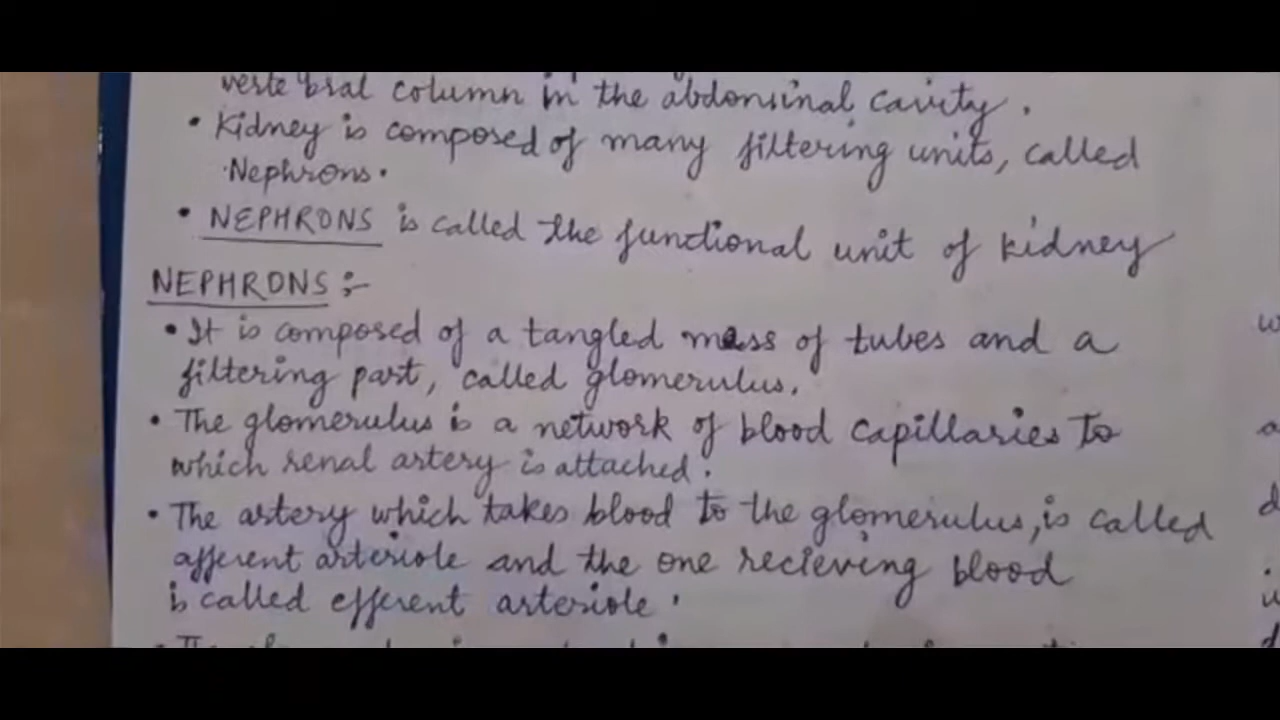 vertebral column in the abdominal cavity.
• Kidney is composed of many filtering units, called
Nephrons.
• NEPHRONS is called the functional unit of kidney
NEPHRONS :-
• It is composed of a tangled mass of tubes and a
filtering part, called glomerulus.
• The glomerulus is a network of blood capillaries to
which renal artery is attached.
• The artery which takes blood to the glomerulus, is called
afferent arteriole and the one recieving blood
is called efferent arteriole.